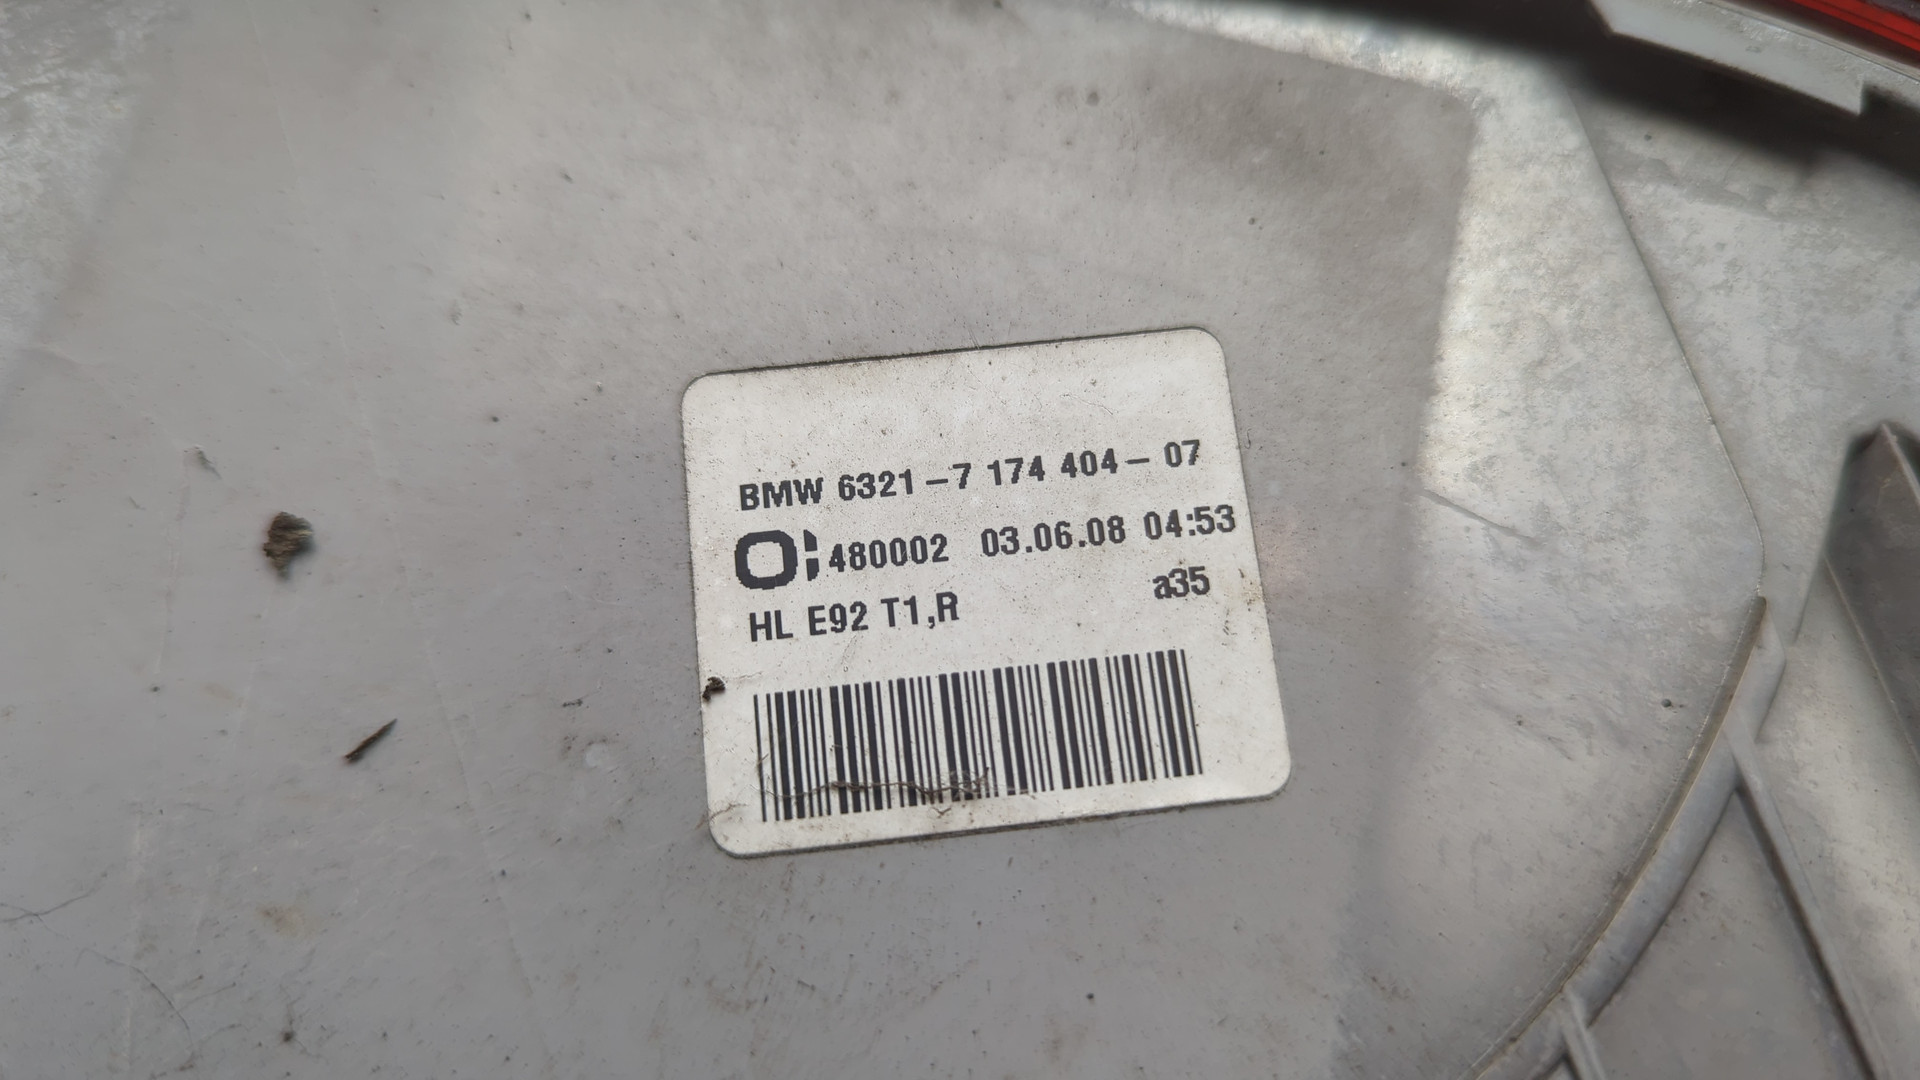 BMW 6321-7 174 404-07
480002 03.06.08 04:53
HL E92 T1,R a35